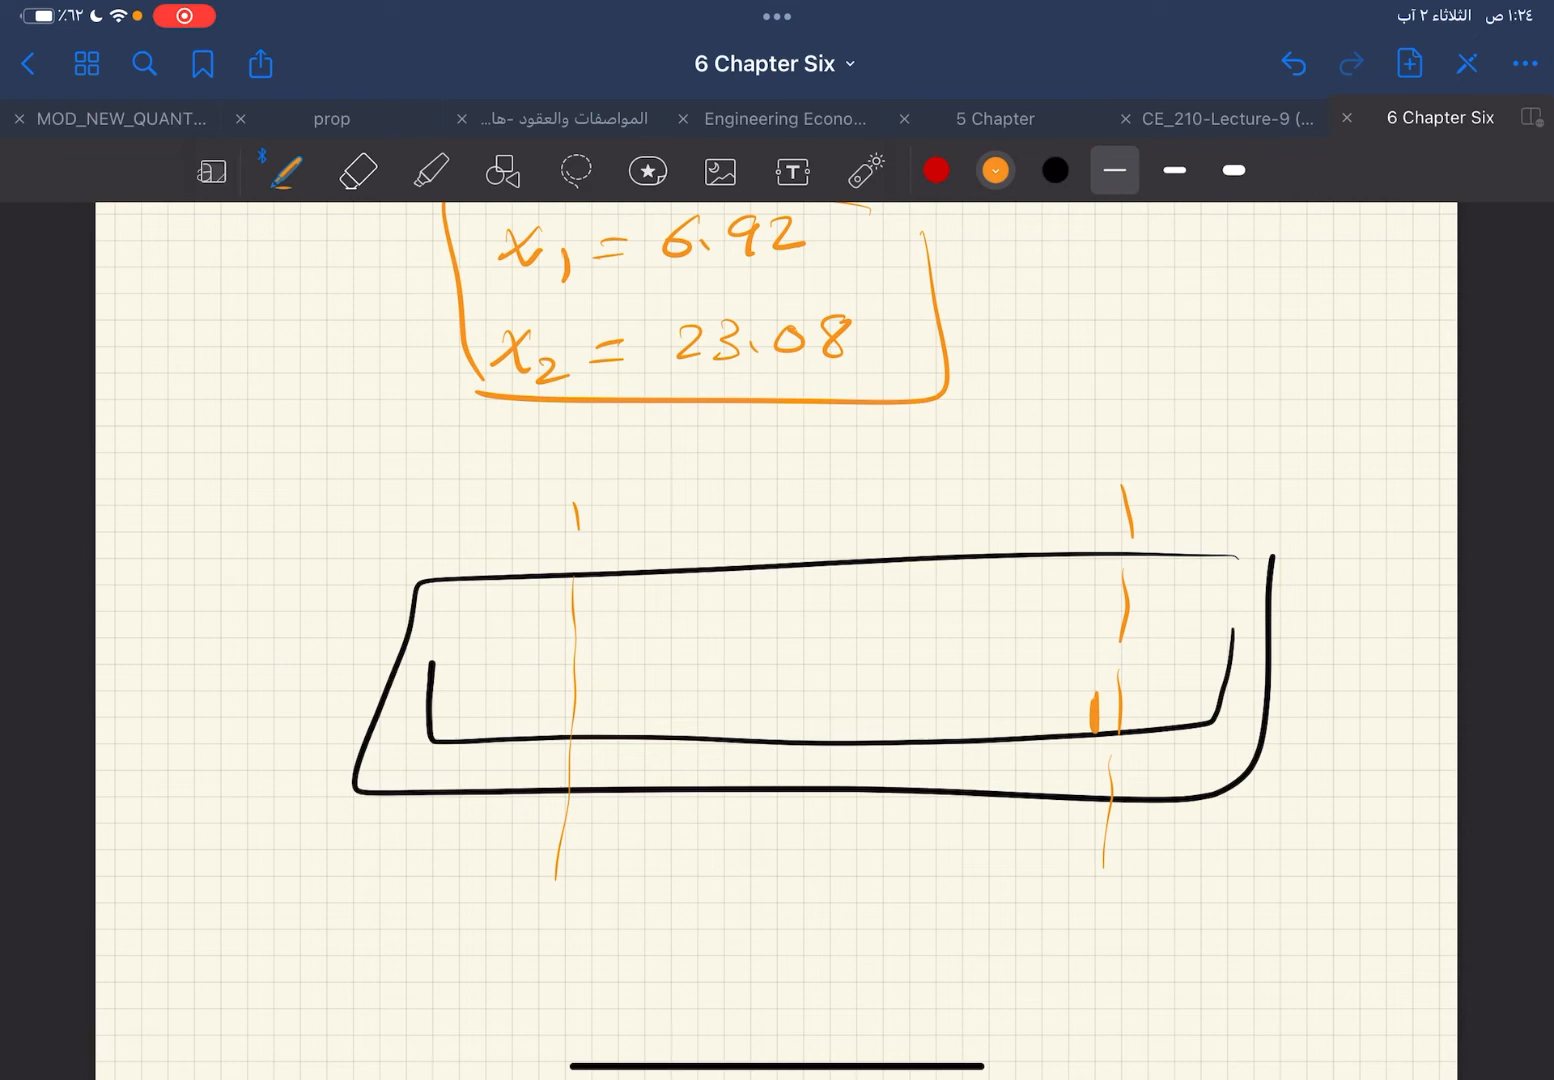 ٪٦٢
١:٢٤ ص الثلاثاء ٢ آب
6 Chapter Six
MOD_NEW_QUANT...
prop
المواصفات والعقود -ها...
Engineering Econo...
5 Chapter
CE_210-Lecture-9 (...
6 Chapter Six
x₁ = 6.92
x₂ = 23.08